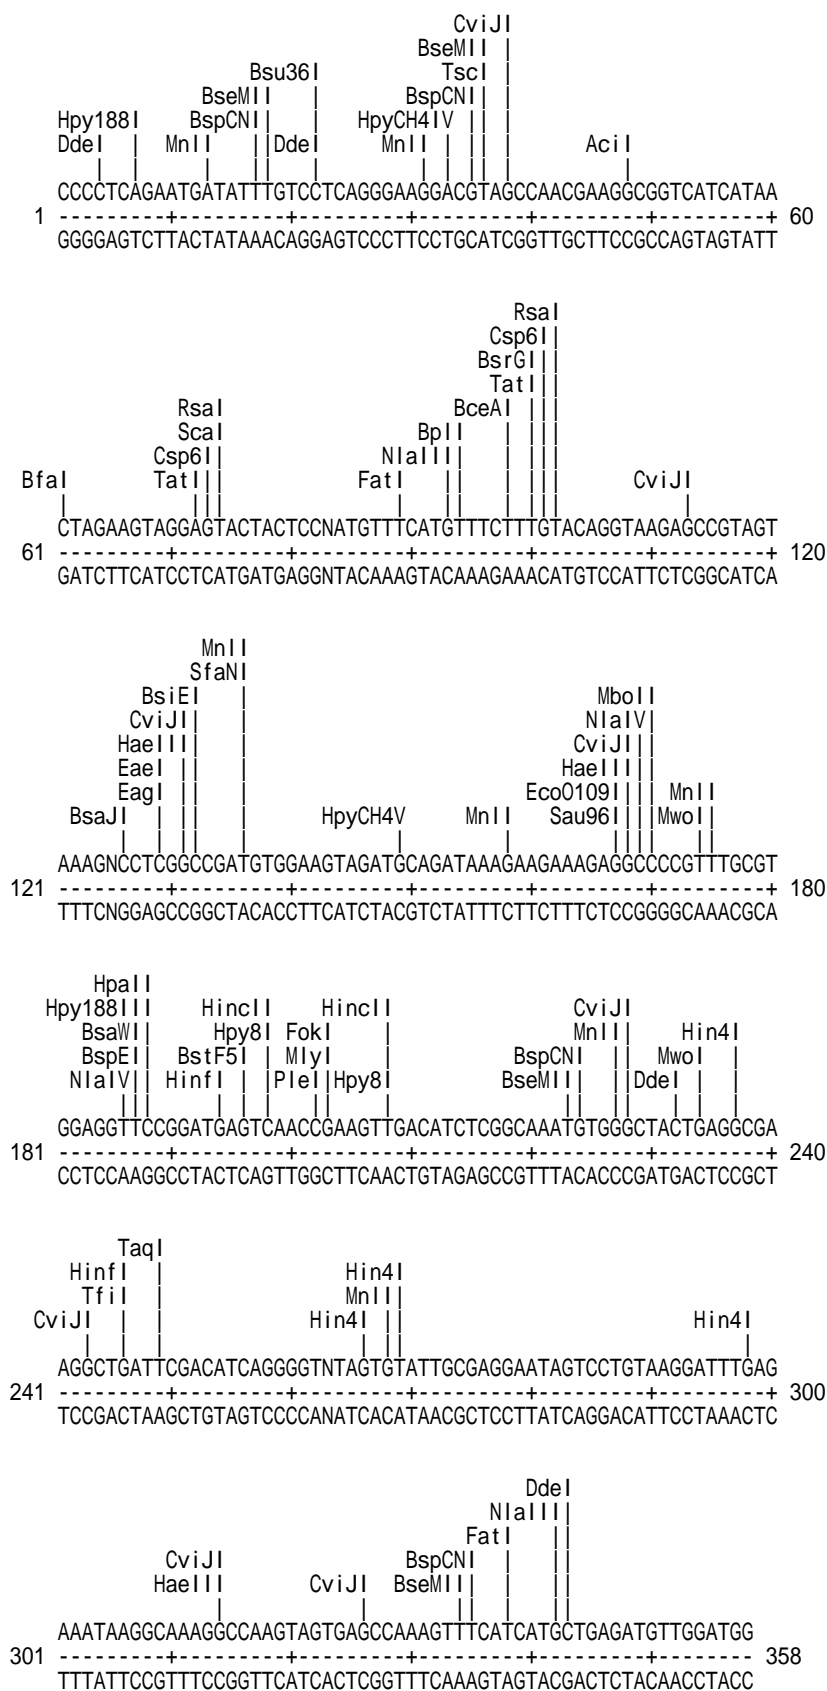 CviJI
BseMII |
Bsu36I TscI |
BseMII | BspCNI || |
Hpy188I BspCNI | | HpyCH4IV || |
DdeI | MnlI || DdeI MnlI | || |
| | | || | | | || | |
CCCCTCAGAATGATATTTGTCCTCAGGGAAGGACGTAGCCAACGAAGGCGGTCATCATAA
1 ---------+---------+---------+---------+---------+---------+ 60
GGGGAGTCTTACTATAAACAGGAGTCCCTTCCTGCATCGGTTGCTTCCGCCAGTAGTATT
RsaI
Csp6I|
BsrGI||
TatI|||
RsaI BceAI |||
ScaI BplI | |||
Csp6I|| NlaIII| | |||
BfaI TatI||| FatI || | ||| CviJI
| ||| | || | ||| |
CTAGAAGTAGGAGTACTACTCCNATGTTTCATGTTTCTTTGTACAGGTAAGAGCCGTAGT
61 ---------+---------+---------+---------+---------+---------+ 120
GATCTTCATCCTCATGATGAGGNTACAAAGTACAAAGAAACATGTCCATTCTCGGCATCA
MnlI
SfaNI
BsiEI | MboII
CviJI| | NlaIV|
HaeIII| | CviJI||
EaeI || | HaeIII||
EagI || | EcoO109I||| MnlI
BsaJI | || | HpyCH4V MnlI Sau96I||| MwoI|
| | || | | | |||| ||
AAAGNCCTCGGCCGATGTGGAAGTAGATGCAGATAAAGAAGAAAGAGGCCCCGTTTGCGT
121 ---------+---------+---------+---------+---------+---------+ 180
TTTCNGGAGCCGGCTACACCTTCATCTACGTCTATTTCTTCTTTCTCCGGGGCAAACGCA
HpaII
Hpy188III HincII HincII CviJI
BsaWI|| Hpy8I FokI | MnlI| Hin4I
BspEI|| BstF5I | MlyI | BspCNI || MwoI |
NlaIV|| HinfI | |PleI||Hpy8I BseMII| ||DdeI | |
||| | | | || | || || | | |
GGAGGTTCCGGATGAGTCAACCGAAGTTGACATCTCGGCAAATGTGGGCTACTGAGGCGA
181 ---------+---------+---------+---------+---------+---------+ 240
CCTCCAAGGCCTACTCAGTTGGCTTCAACTGTAGAGCCGTTTACACCCGATGACTCCGCT
TaqI
HinfI | Hin4I
TfiI | MnlI|
CviJI | | Hin4I || Hin4I
| | | | || |
AGGCTGATTCGACATCAGGGGTNTAGTGTATTGCGAGGAATAGTCCTGTAAGGATTTGAG
241 ---------+---------+---------+---------+---------+---------+ 300
TCCGACTAAGCTGTAGTCCCCANATCACATAACGCTCCTTATCAGGACATTCCTAAACTC
DdeI
NlaIII|
FatI ||
CviJI BspCNI | ||
HaeIII CviJI BseMII| | ||
| | || | ||
AAATAAGGCAAAGGCCAAGTAGTGAGCCAAAGTTTCATCATGCTGAGATGTTGGATGG
301 ---------+---------+---------+---------+---------+-------- 358
TTTATTCCGTTTCCGGTTCATCACTCGGTTTCAAAGTAGTACGACTCTACAACCTACC